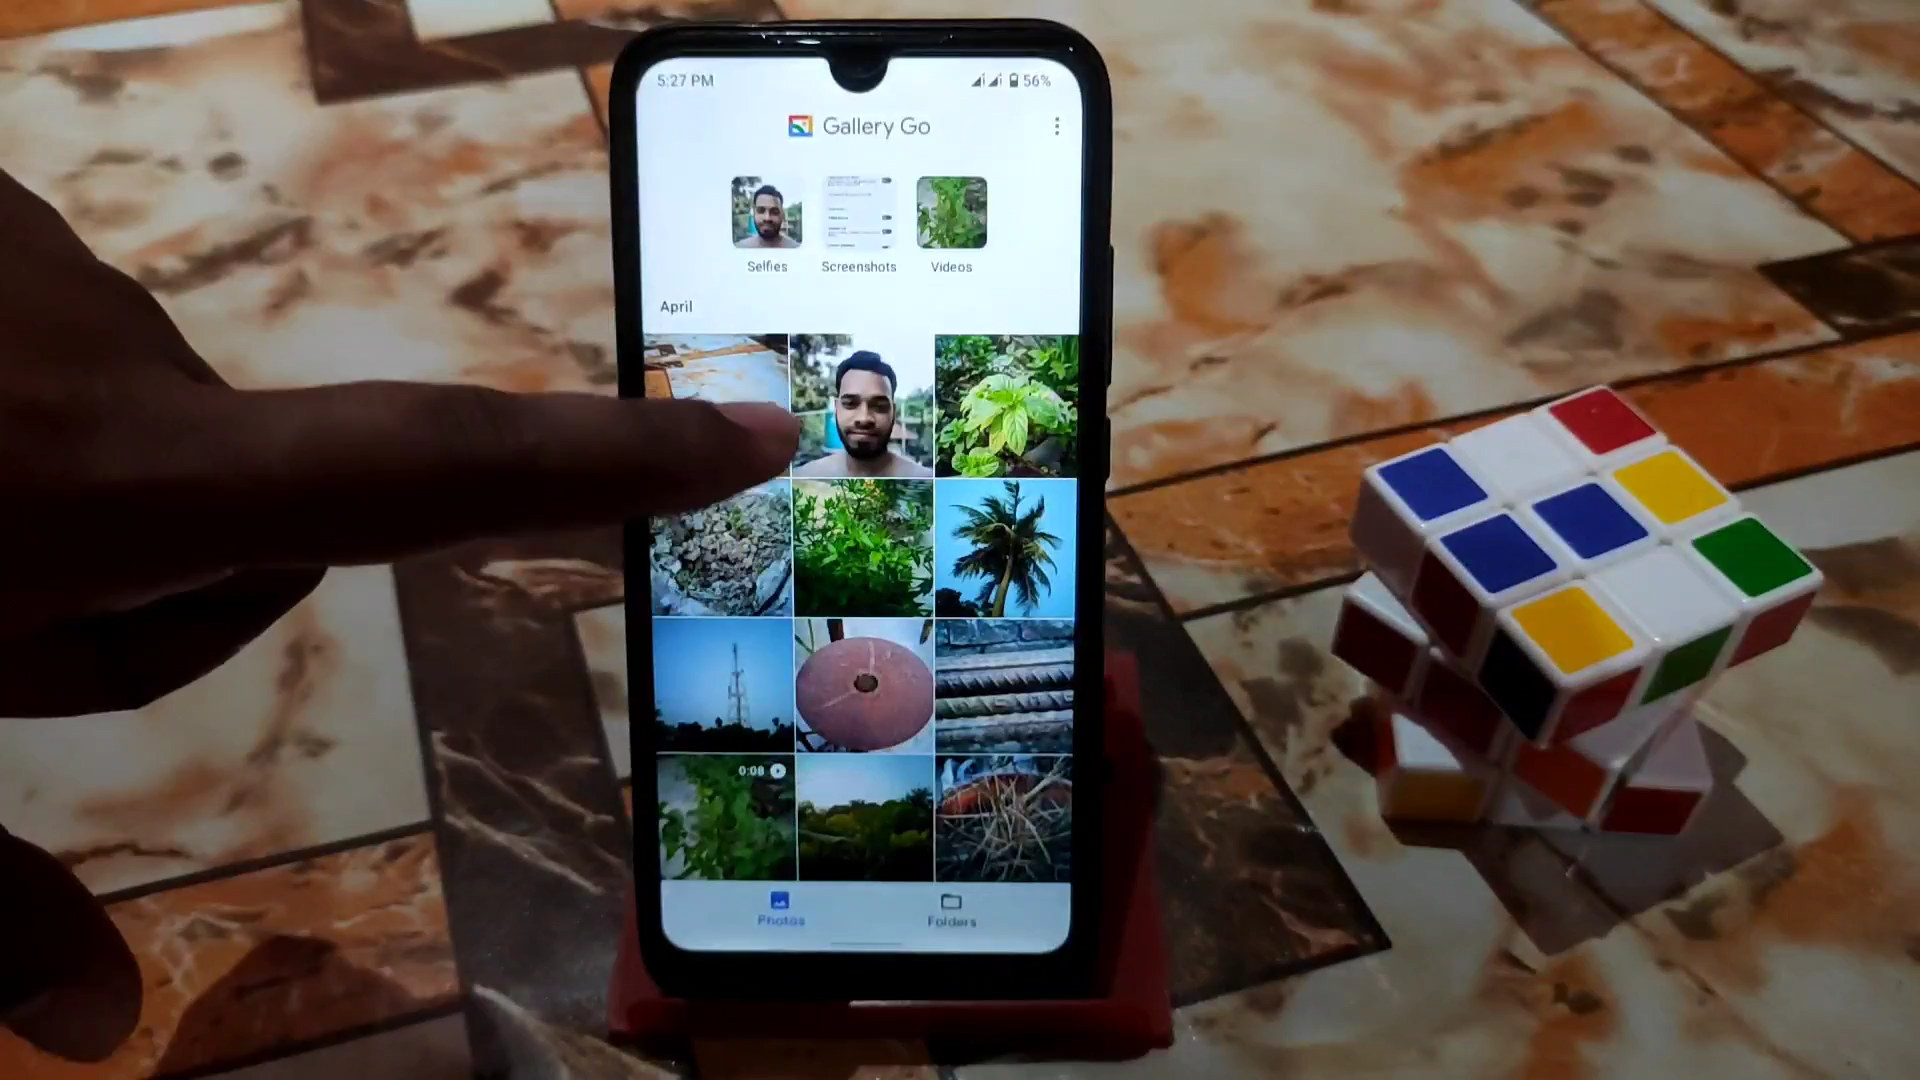 5:27 PM 56%
Gallery Go
Selfies Screenshots Videos
April
0:08
Photos Folders